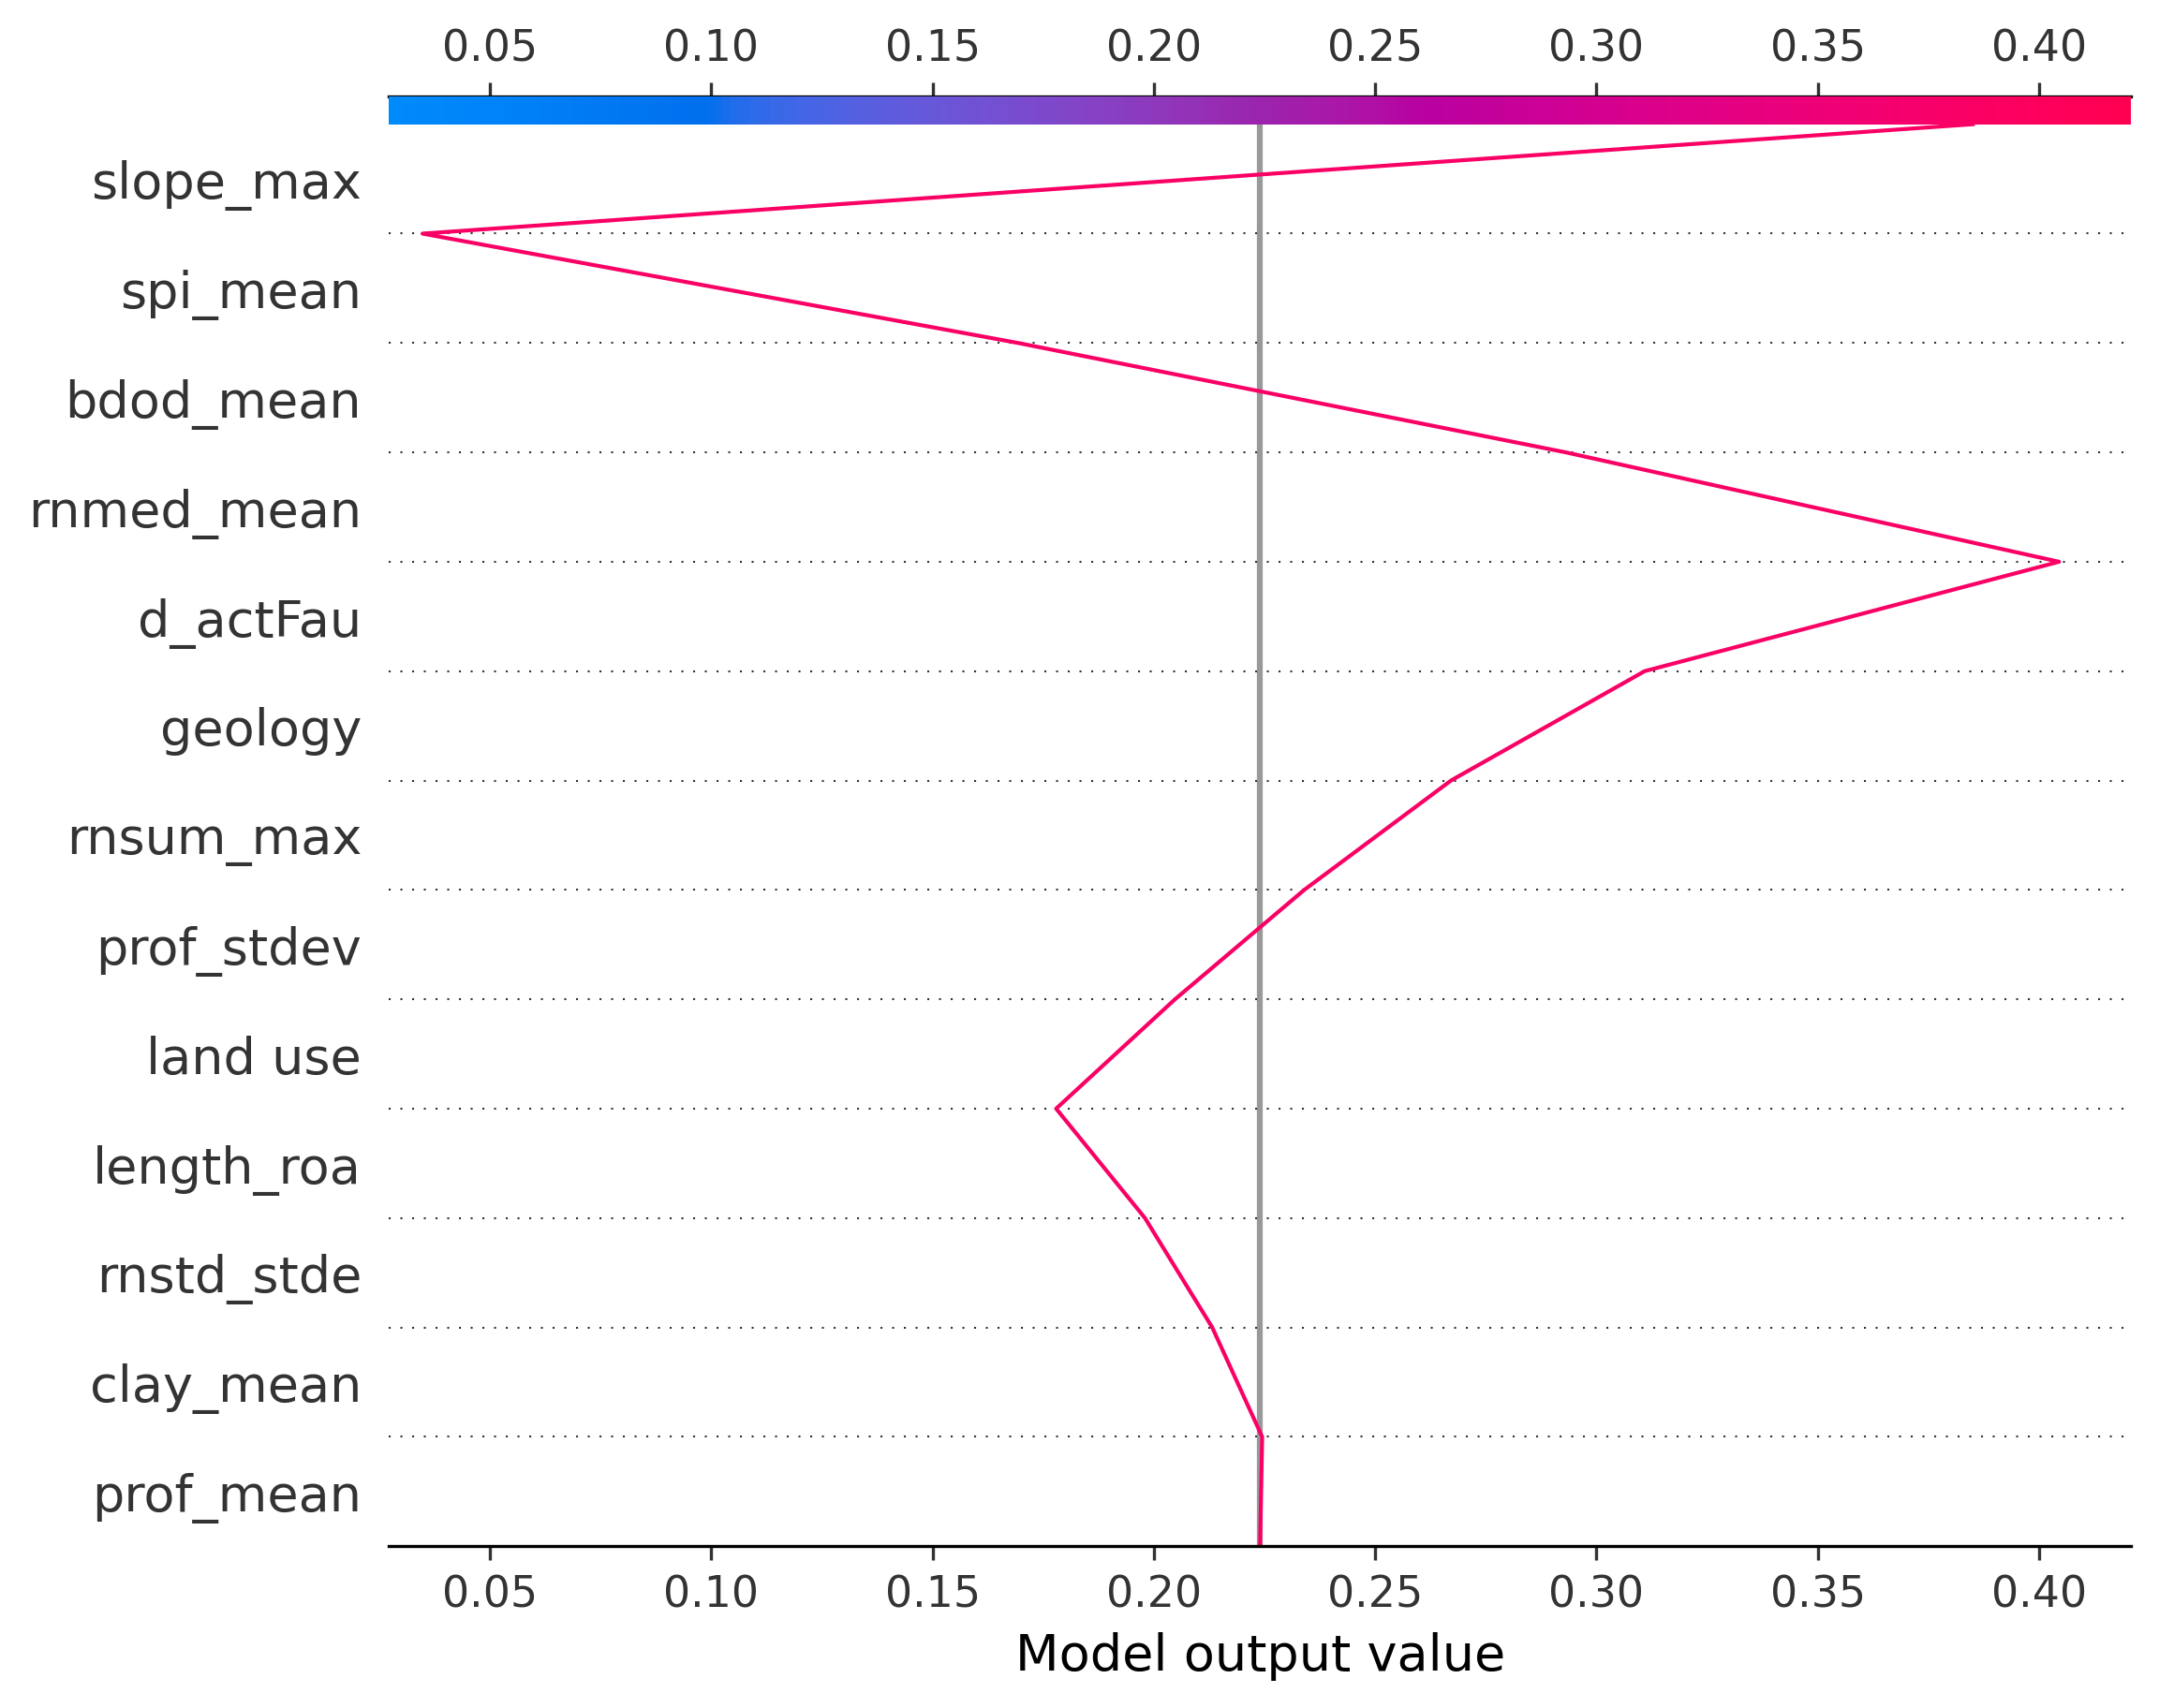 0.05 0.10 0.15 0.20 0.25 0.30 0.35 0.40
slope_max
spi_mean
bdod_mean
rnmed_mean
d_actFau
geology
rnsum_max
prof_stdev
land use
length_roa
rnstd_stde
clay_mean
prof_mean
0.05 0.10 0.15 0.20 0.25 0.30 0.35 0.40
Model output value